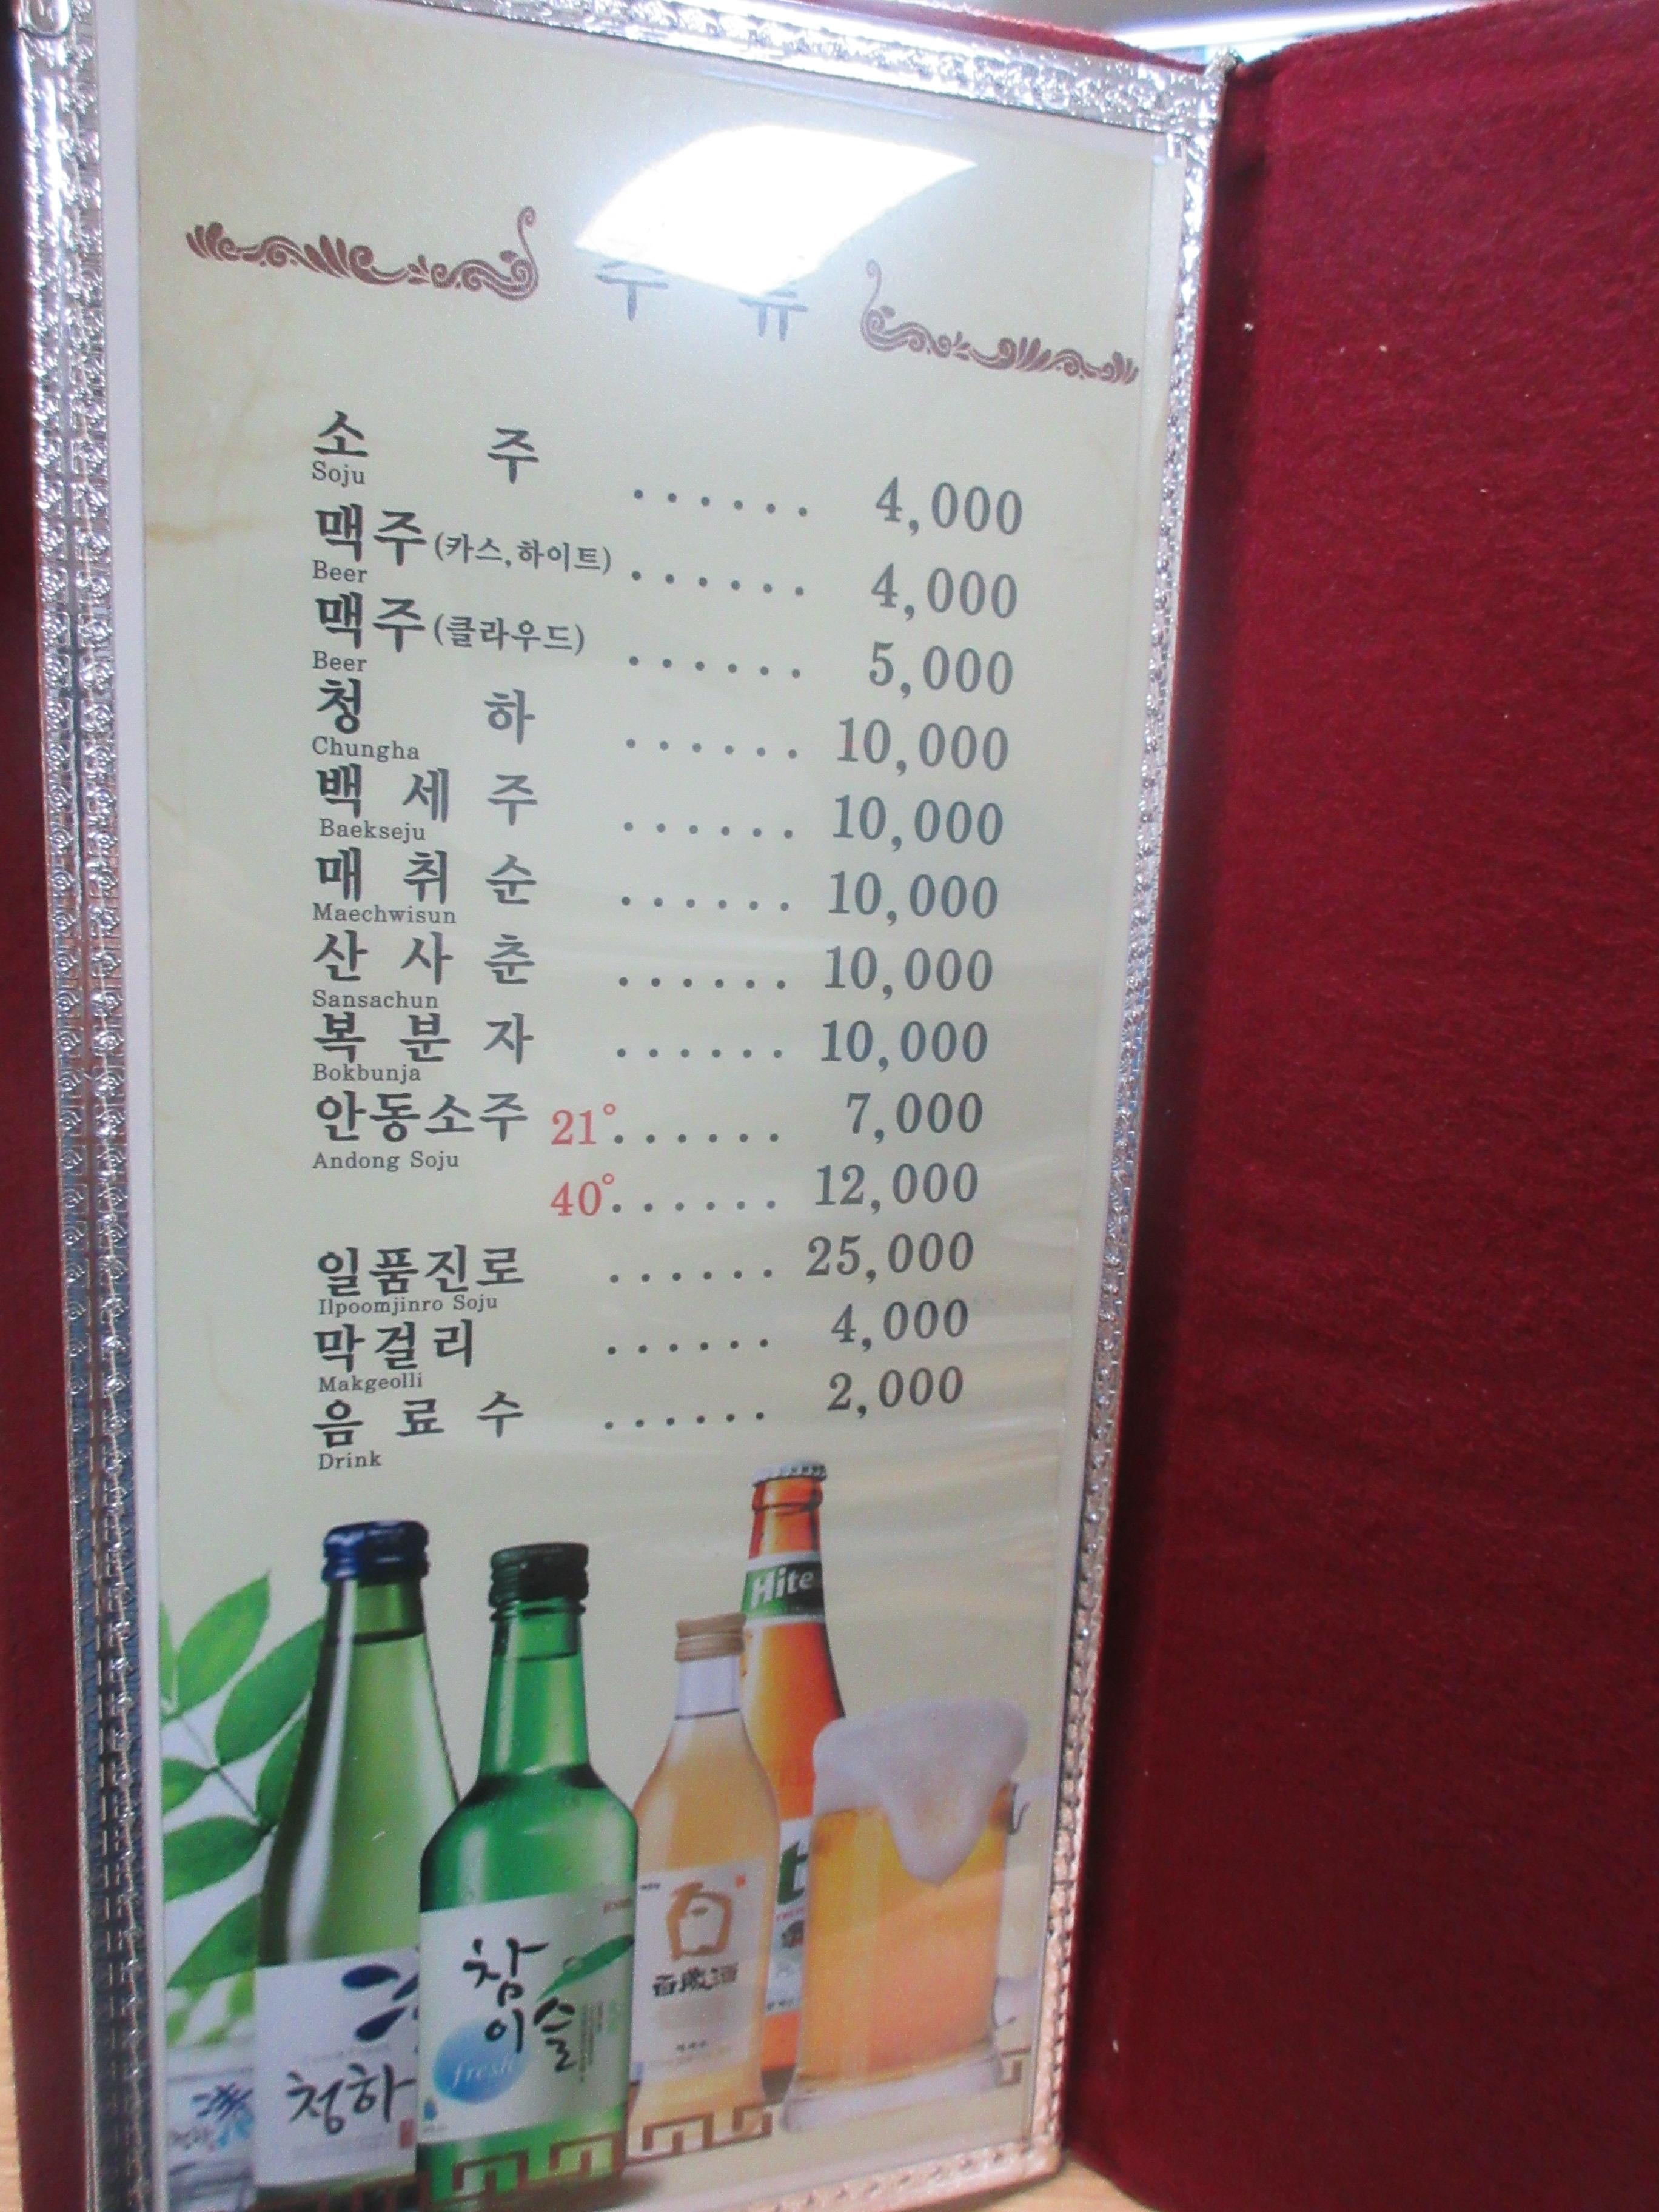 주 류
소 주 ...... 4,000
Soju
맥주(카스,하이트) ...... 4,000
Beer
맥주(클라우드) ...... 5,000
Beer
청 하 ...... 10,000
Chungha
백 세 주 ...... 10,000
Baekseju
매 취 순 ...... 10,000
Maechwisun
산 사 춘 ...... 10,000
Sansachun
복 분 자 ...... 10,000
Bokbunja
안동소주 21° ...... 7,000
Andong Soju
40° ...... 12,000
일품진로 ...... 25,000
Ilpoomjinro Soju
막걸리 ...... 4,000
Makgeolli
음 료 수 ...... 2,000
Drink
Hite
참
이슬
fresh
청하